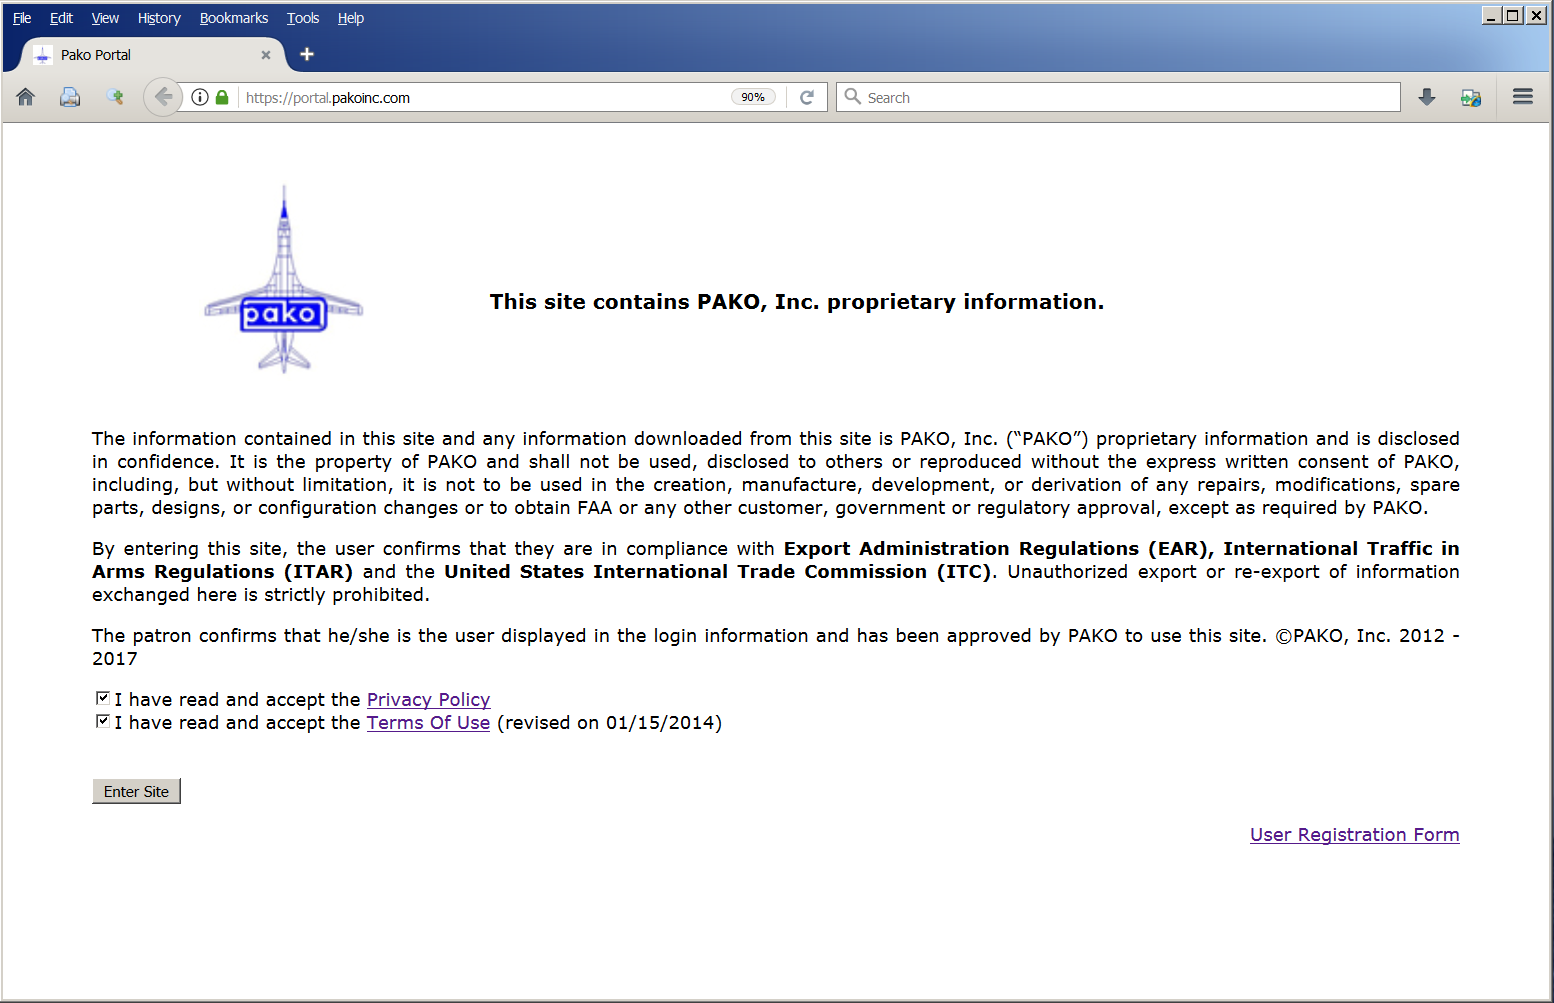 File Edit View History Bookmarks Tools Help
Pako Portal
https://portal.pakoinc.com 90% Search
pako
This site contains PAKO, Inc. proprietary information.
The information contained in this site and any information downloaded from this site is PAKO, Inc. (“PAKO”) proprietary information and is disclosed
in confidence. It is the property of PAKO and shall not be used, disclosed to others or reproduced without the express written consent of PAKO,
including, but without limitation, it is not to be used in the creation, manufacture, development, or derivation of any repairs, modifications, spare
parts, designs, or configuration changes or to obtain FAA or any other customer, government or regulatory approval, except as required by PAKO.
By entering this site, the user confirms that they are in compliance with Export Administration Regulations (EAR), International Traffic in
Arms Regulations (ITAR) and the United States International Trade Commission (ITC). Unauthorized export or re-export of information
exchanged here is strictly prohibited.
The patron confirms that he/she is the user displayed in the login information and has been approved by PAKO to use this site. ©PAKO, Inc. 2012 -
2017
I have read and accept the Privacy Policy
I have read and accept the Terms Of Use (revised on 01/15/2014)
Enter Site
User Registration Form